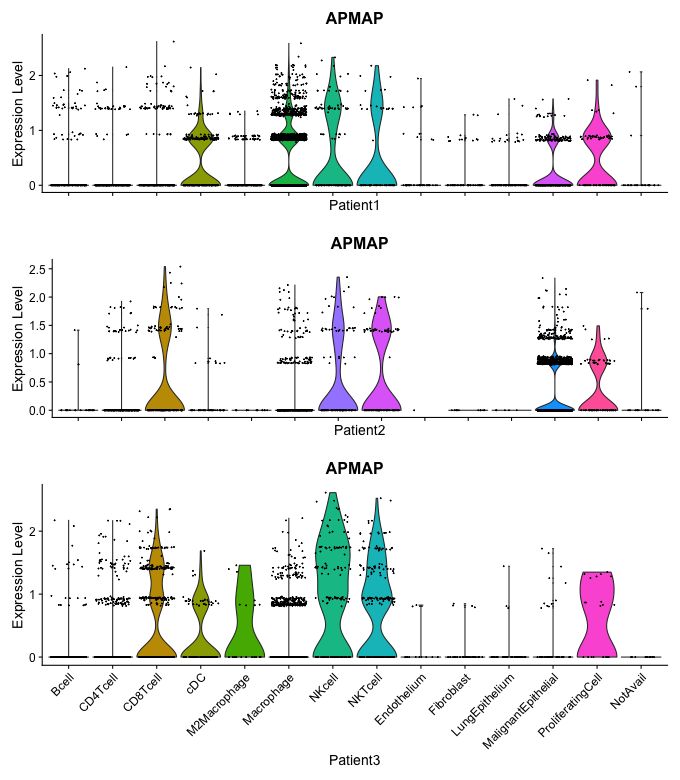 APMAP
Expression Level
2
1
0
Patient1
APMAP
Expression Level
2.5
2.0
1.5
1.0
0.5
0.0
Patient2
APMAP
Expression Level
2
1
0
Bcell
CD4Tcell
CD8Tcell
cDC
M2Macrophage
Macrophage
NKcell
NKTcell
Endothelium
Fibroblast
LungEpithelium
MalignantEpithelial
ProliferatingCell
NotAvail
Patient3